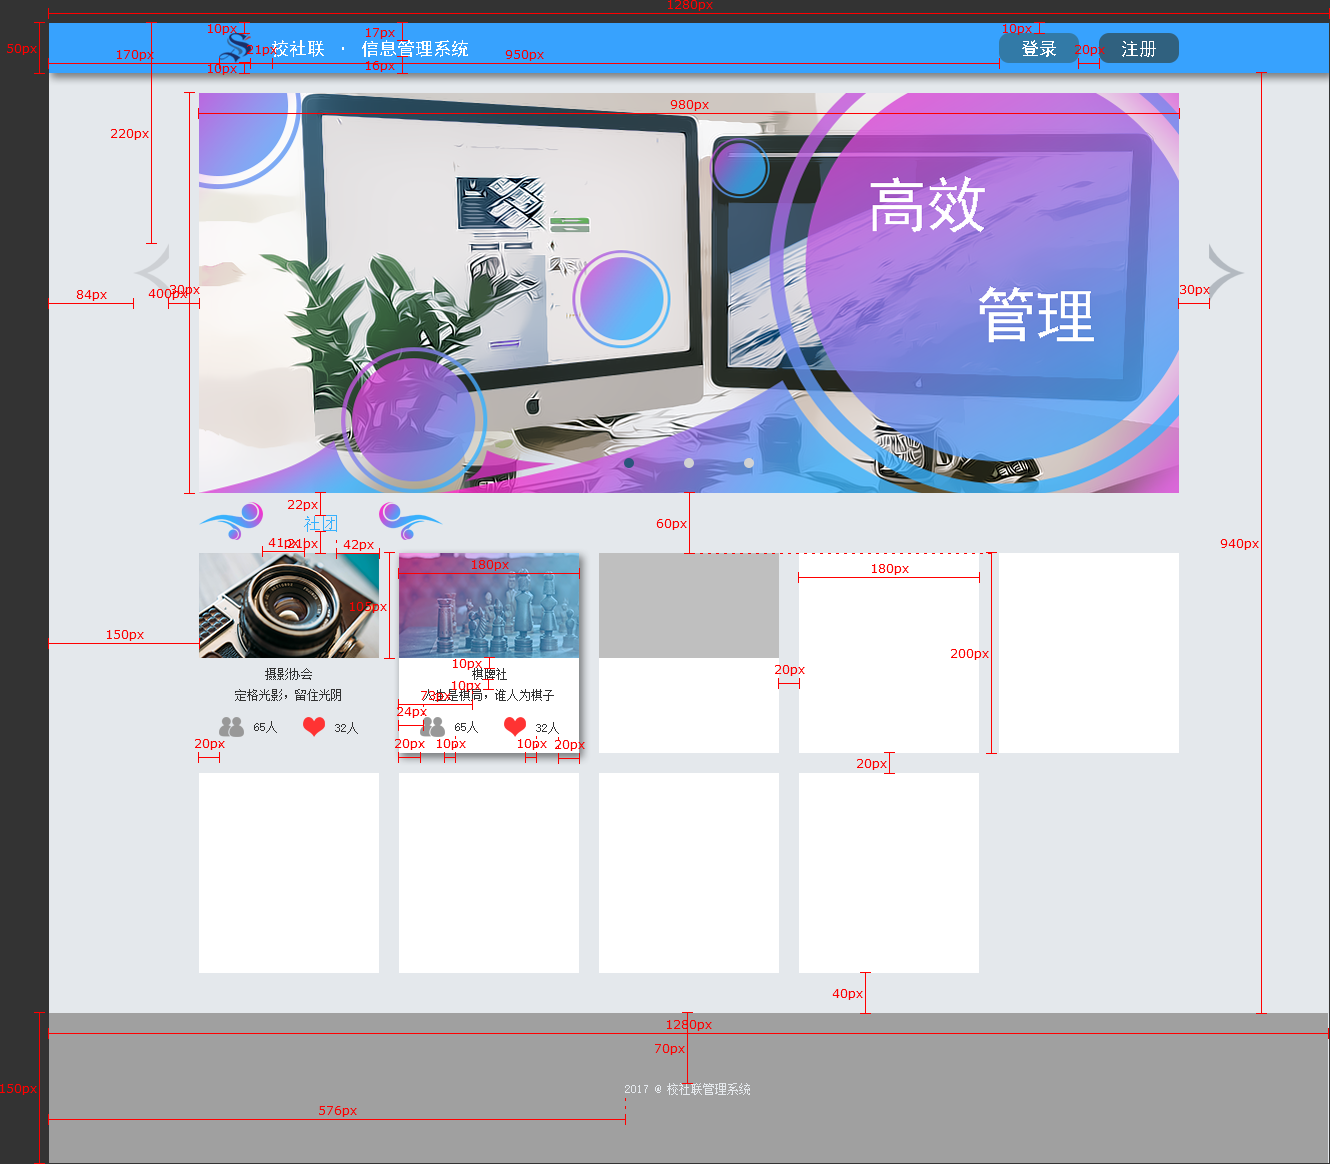 1280px
50px
10px
17px
10px
校社联 · 信息管理系统
登录
注册
170px
21px
950px
20px
10px
16px
980px
220px
高效
管理
84px
400px
30px
30px
22px
社团
60px
940px
41px
21px
42px
180px
180px
105px
150px
200px
摄影协会
定格光影，留住光阴
65人
32人
20px
10px
棋牌社
10px
人生是棋局，谁人为棋子
24px
65人
32人
20px
10px
10px
20px
20px
20px
40px
1280px
70px
150px
2017 @ 校社联管理系统
576px